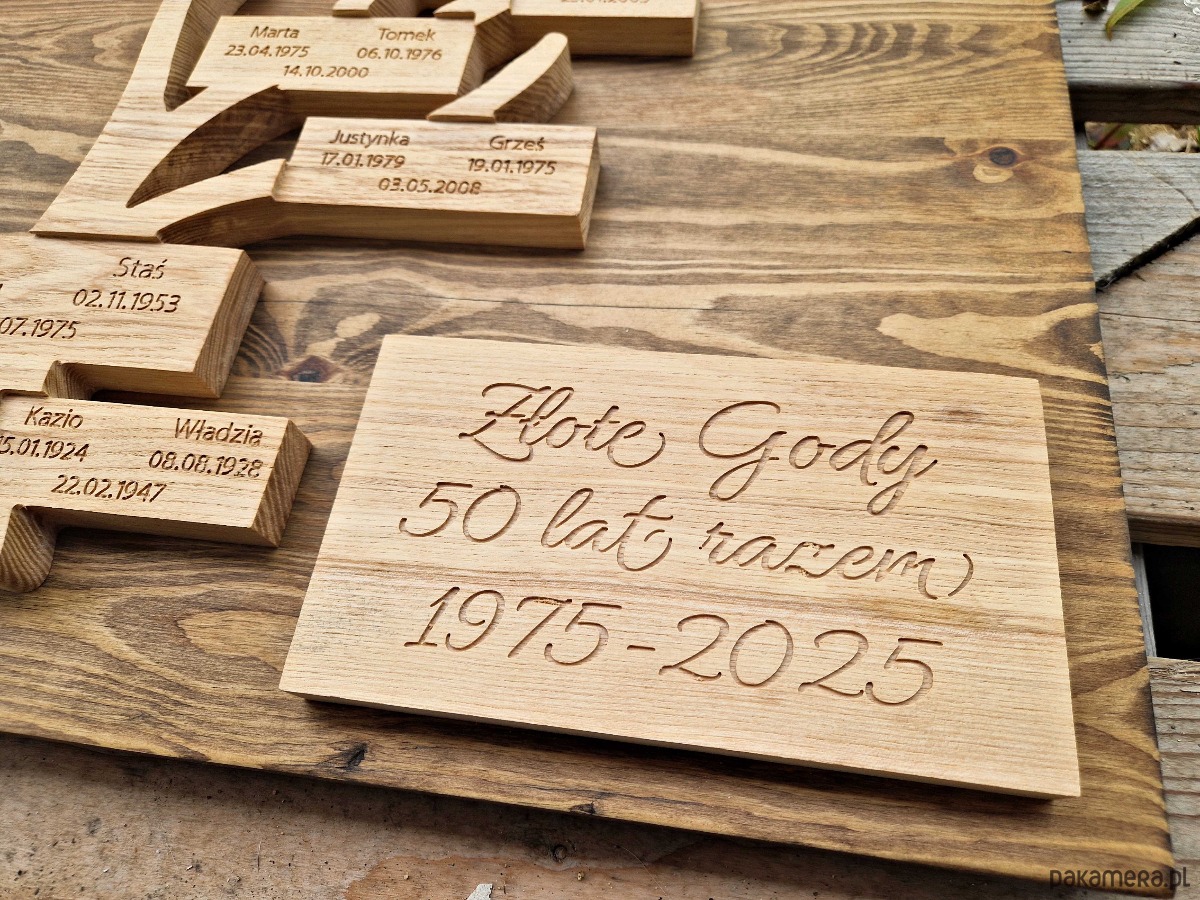 Marta Tomek
23.04.1975 06.10.1976
14.10.2000
Justynka Grześ
17.01.1979 19.01.1975
03.05.2008
Staś
02.11.1953
07.1975
Kazio Władzia
15.01.1924 08.08.1928
22.02.1947
Złote Gody
50 lat razem
1975-2025
pakamera.pl